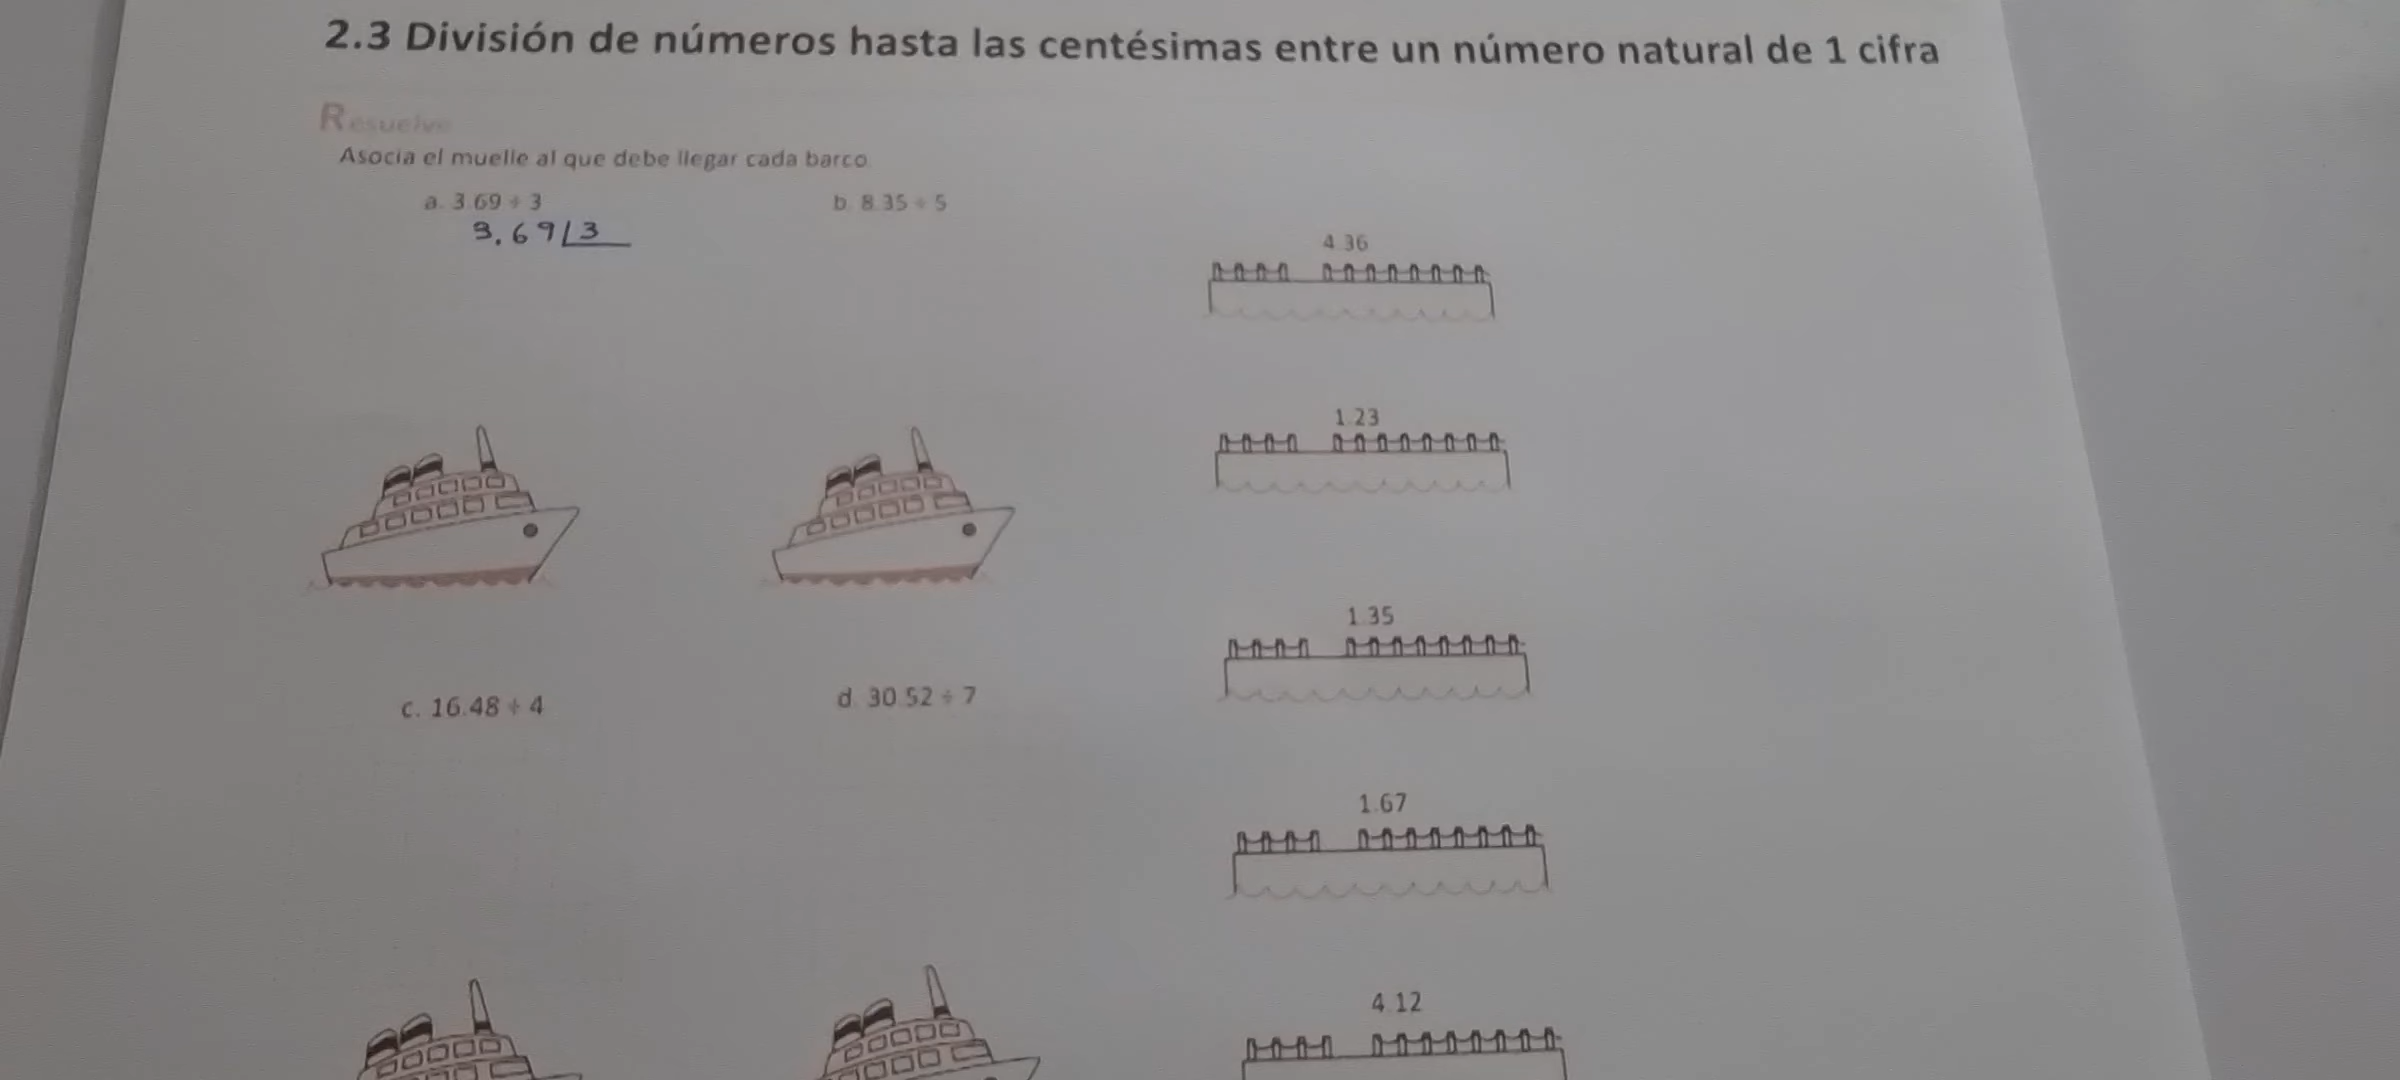 2.3 División de números hasta las centésimas entre un número natural de 1 cifra
Resuelve
Asocia el muelle al que debe llegar cada barco
a. 3.69 ÷ 3
b. 8.35 ÷ 5
3,69 3
4.36
1.23
1.35
c. 16.48 ÷ 4
d. 30.52 ÷ 7
1.67
4.12